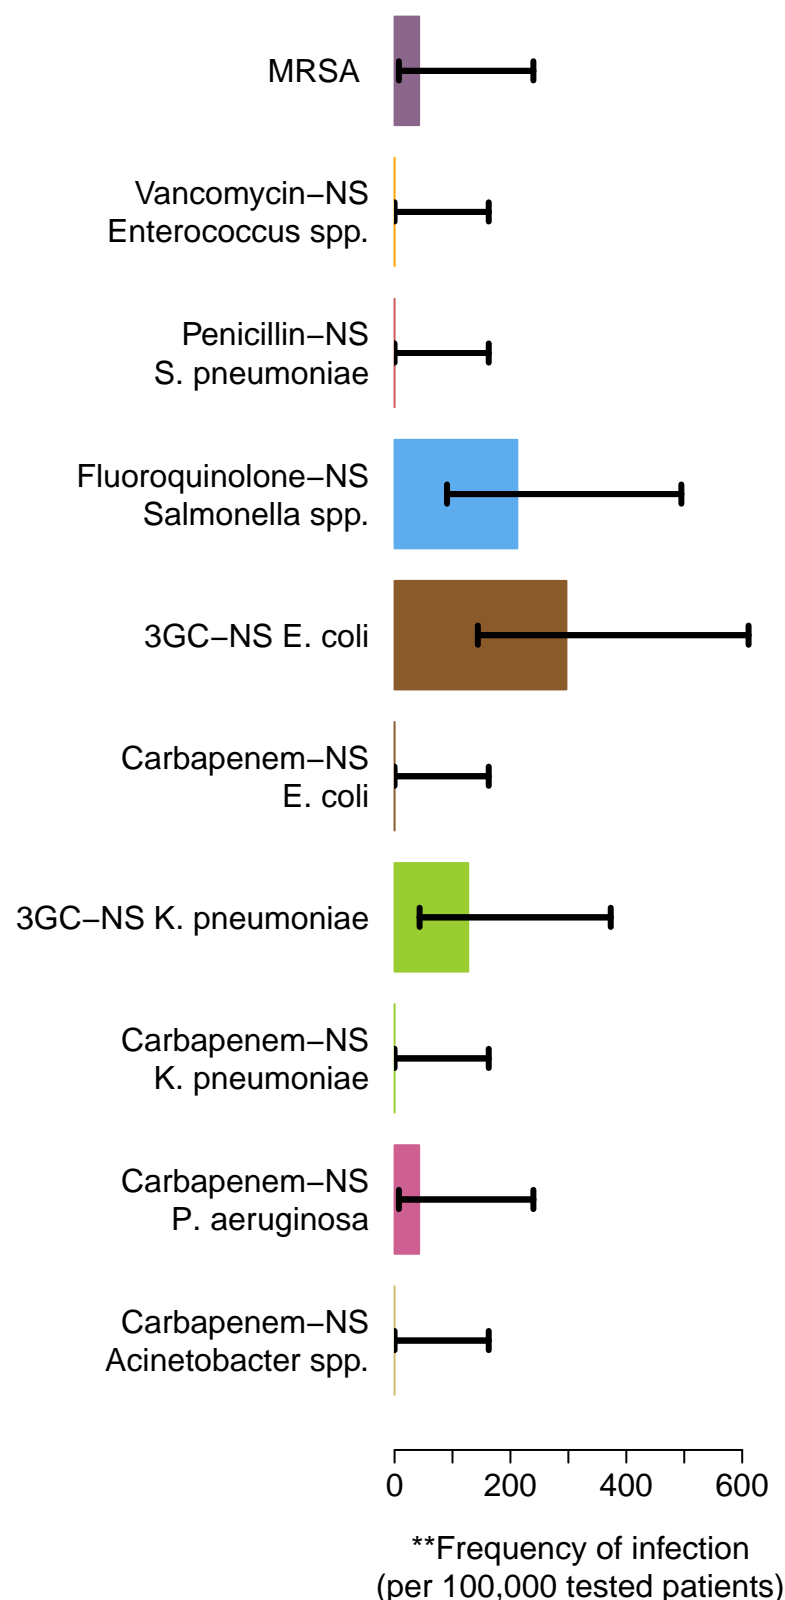 MRSA
Vancomycin−NS
Enterococcus spp.
Penicillin−NS
S. pneumoniae
Fluoroquinolone−NS
Salmonella spp.
3GC−NS E. coli
Carbapenem−NS
E. coli
3GC−NS K. pneumoniae
Carbapenem−NS
K. pneumoniae
Carbapenem−NS
P. aeruginosa
Carbapenem−NS
Acinetobacter spp.
0 200 400 600
**Frequency of infection
(per 100,000 tested patients)